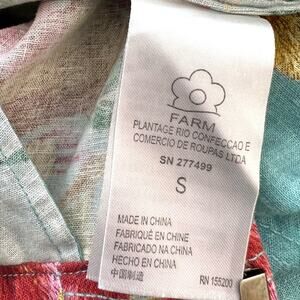 FARM
PLANTAGE RIO CONFECCAO E
COMERCIO DE ROUPAS LTDA
SN 277499
S
MADE IN CHINA
FABRIQUÉ EN CHINE
FABRICADO NA CHINA
HECHO EN CHINA
中国制造
RN 155200